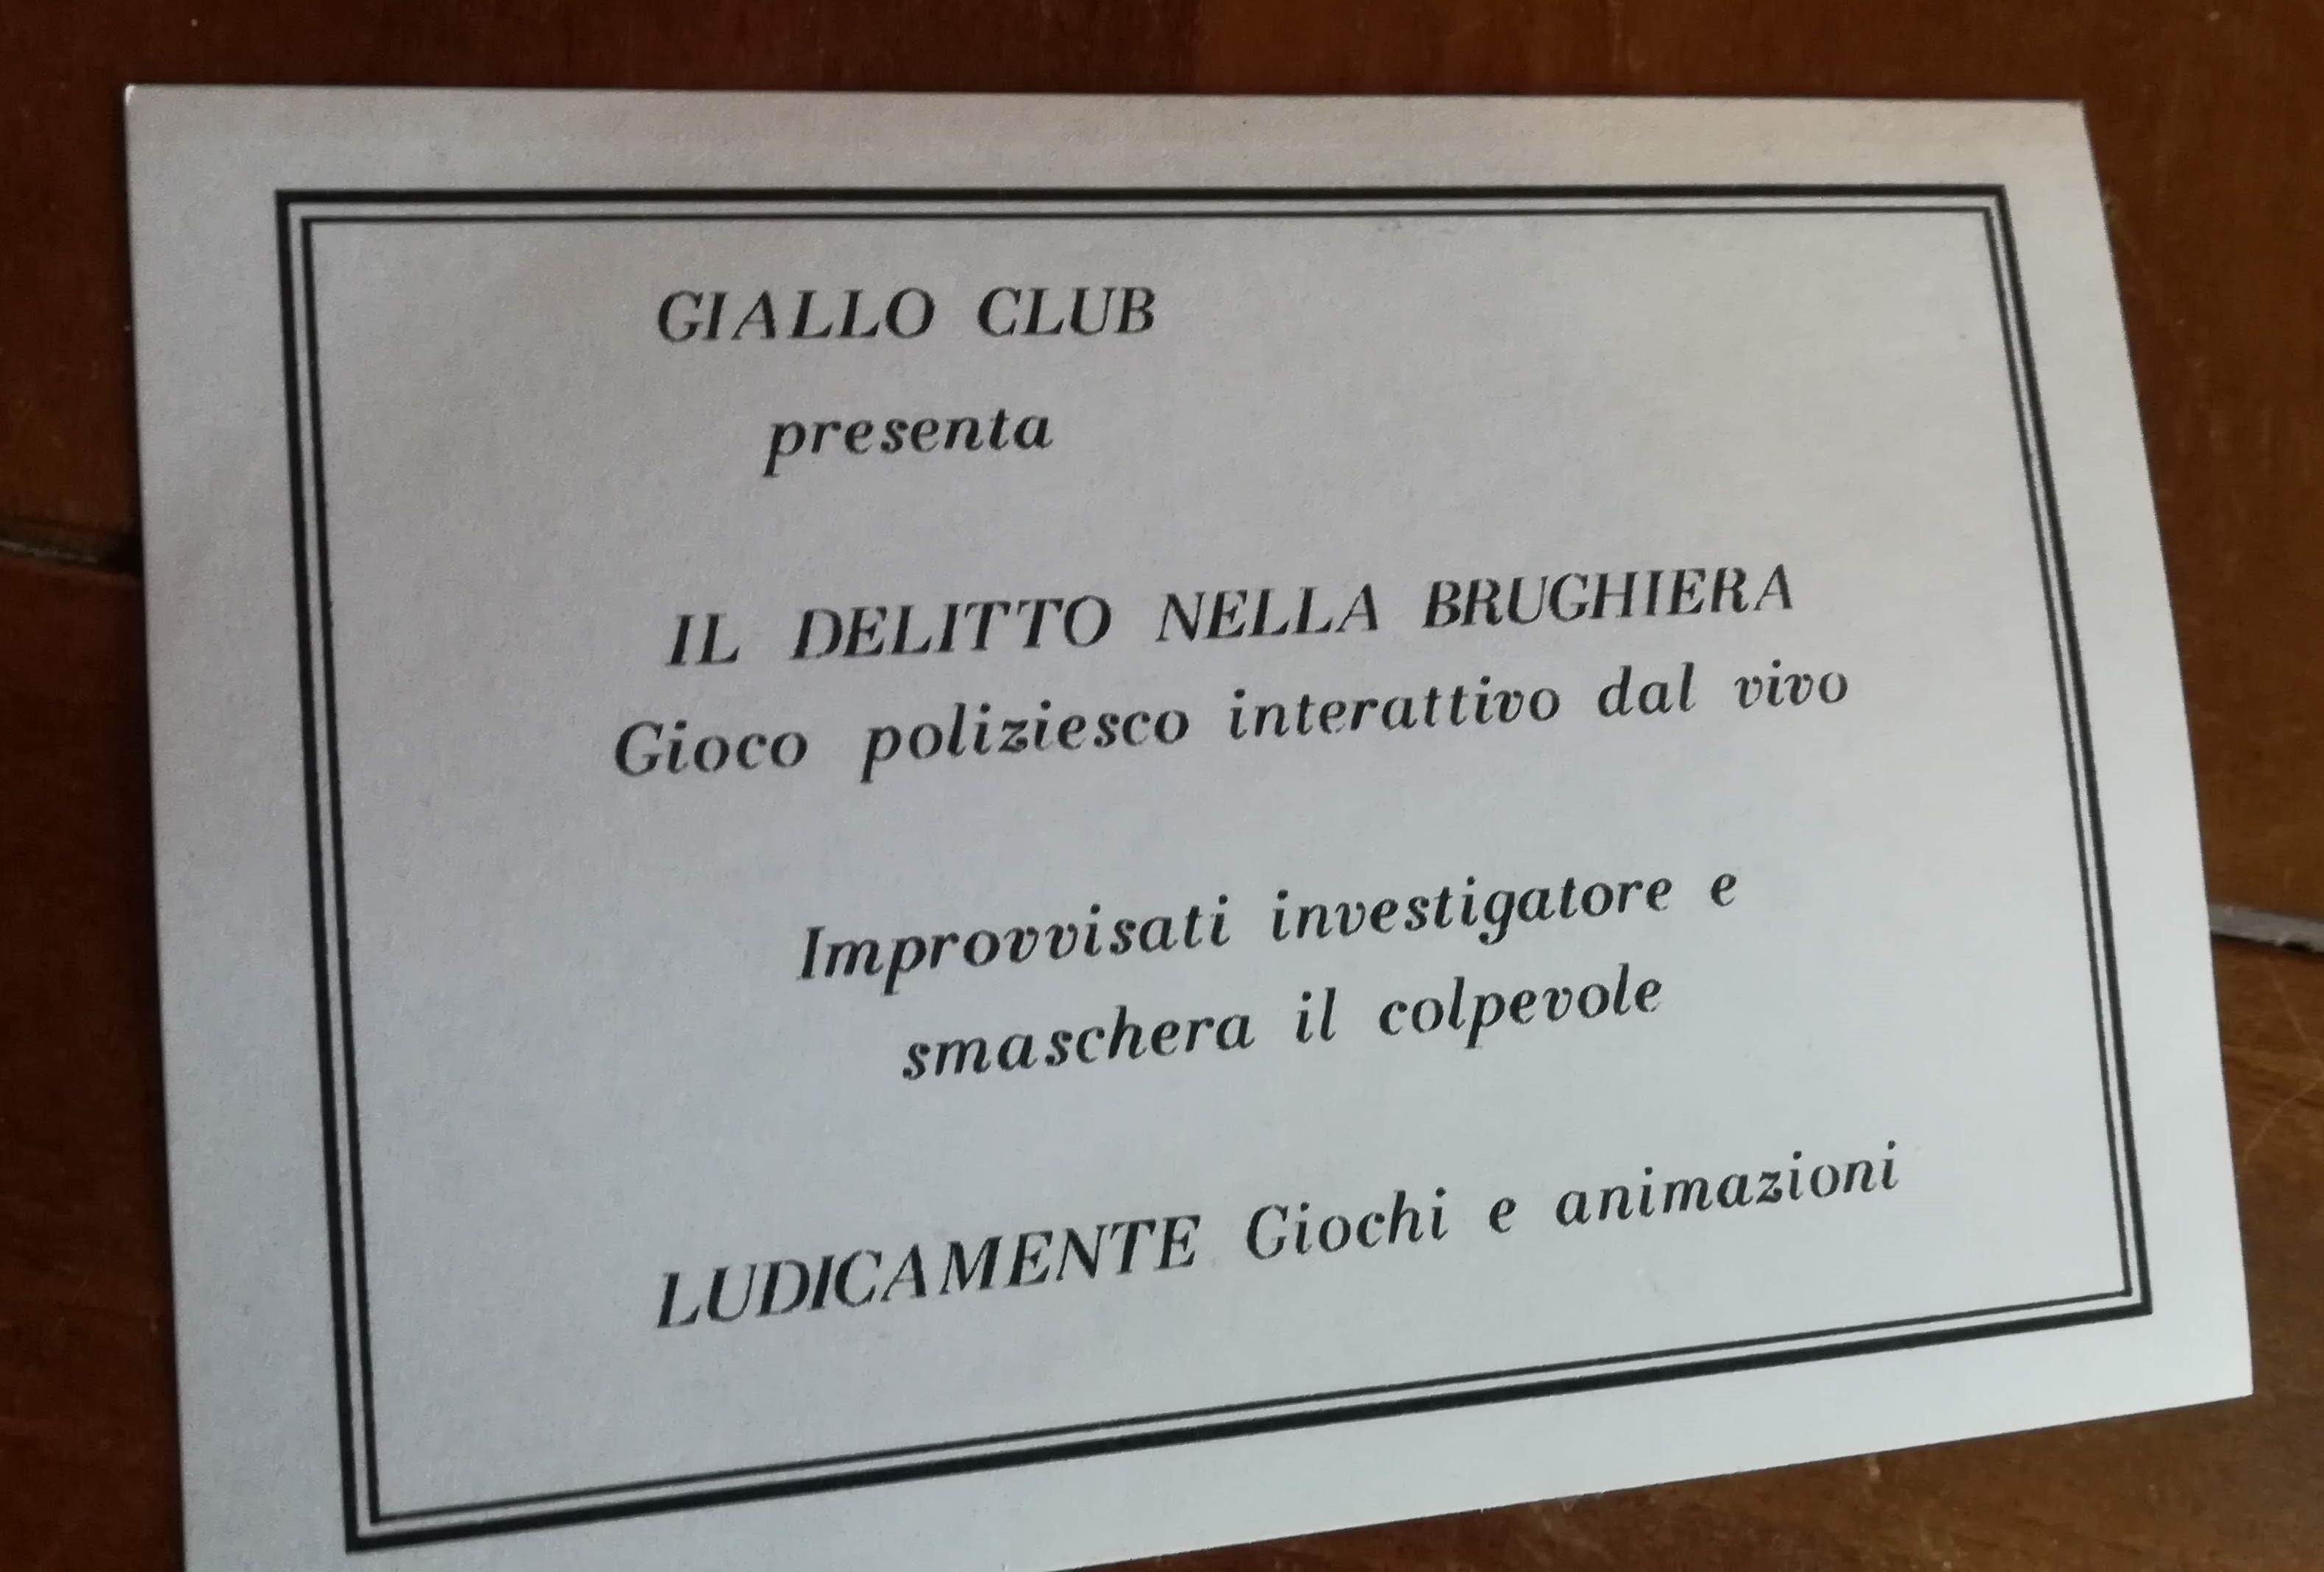 GIALLO CLUB
presenta
IL DELITTO NELLA BRUGHIERA
Gioco poliziesco interattivo dal vivo
Improvvisati investigatore e
smaschera il colpevole
LUDICAMENTE Giochi e animazioni